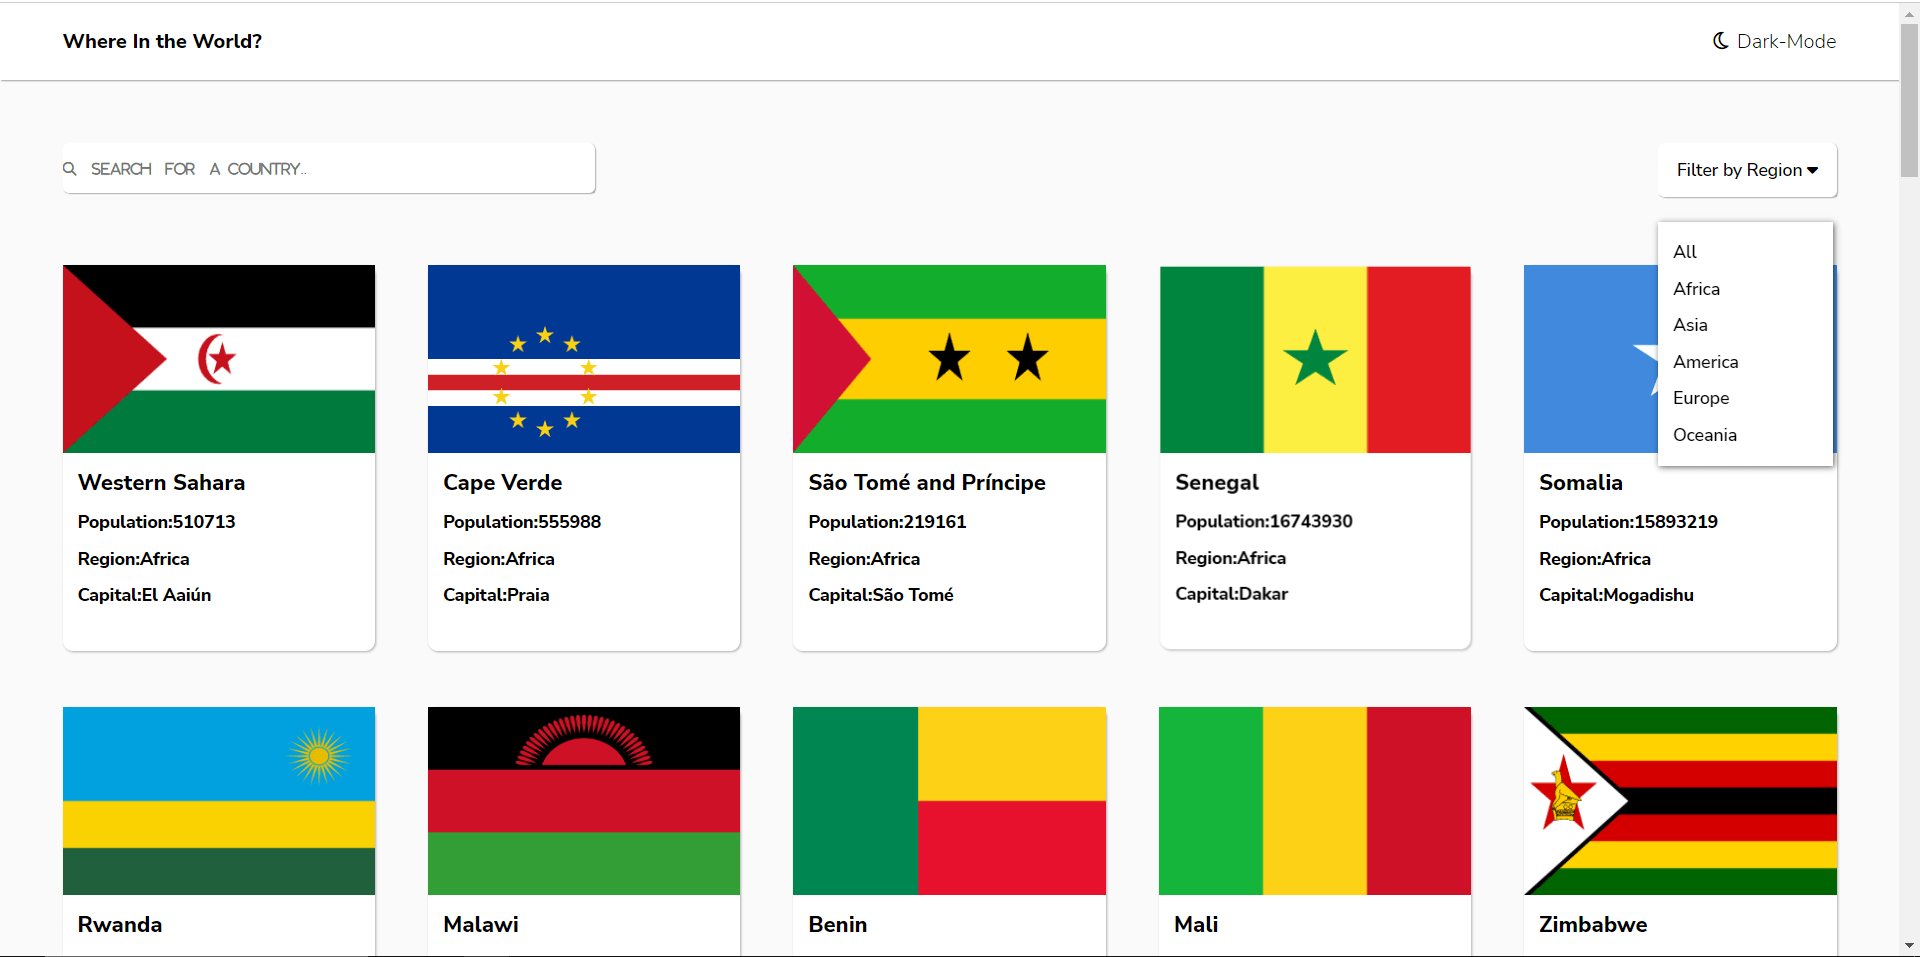 Where In the World?
Dark-Mode
SEARCH FOR A COUNTRY..
Filter by Region
All
Africa
Asia
America
Europe
Oceania
Western Sahara
Population:510713
Region:Africa
Capital:El Aaiún
Cape Verde
Population:555988
Region:Africa
Capital:Praia
São Tomé and Príncipe
Population:219161
Region:Africa
Capital:São Tomé
Senegal
Population:16743930
Region:Africa
Capital:Dakar
Somalia
Population:15893219
Region:Africa
Capital:Mogadishu
Rwanda
Malawi
Benin
Mali
Zimbabwe